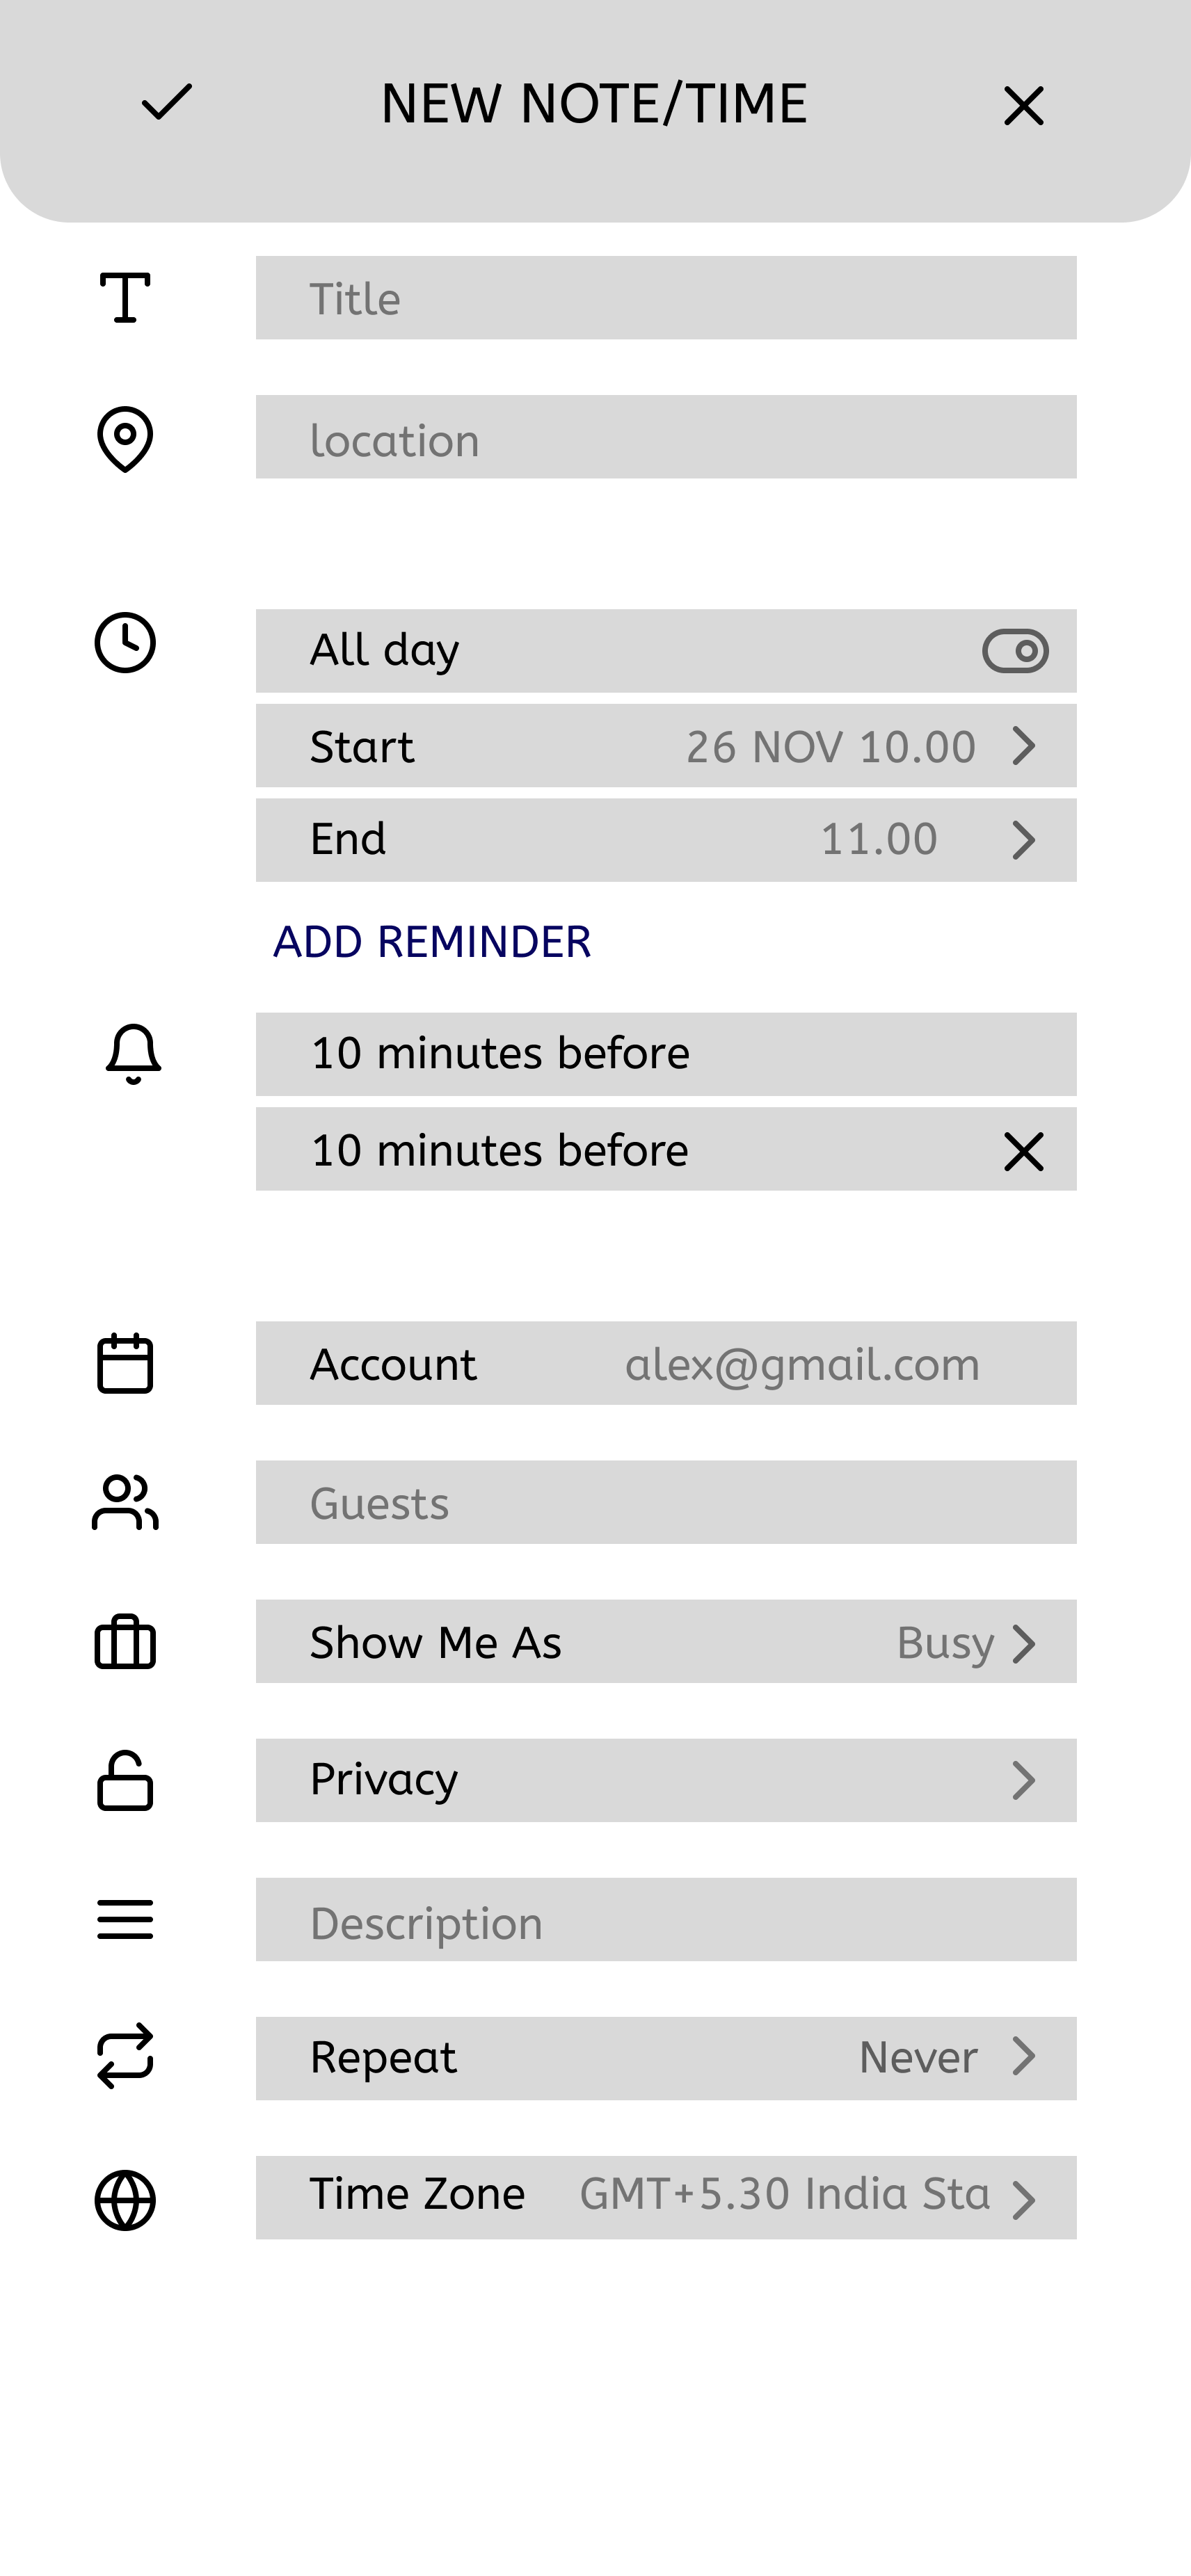 NEW NOTE/TIME
Title
location
All day
Start 26 NOV 10.00
End 11.00
ADD REMINDER
10 minutes before
10 minutes before
Account alex@gmail.com
Guests
Show Me As Busy
Privacy
Description
Repeat Never
Time Zone GMT+5.30 India Sta